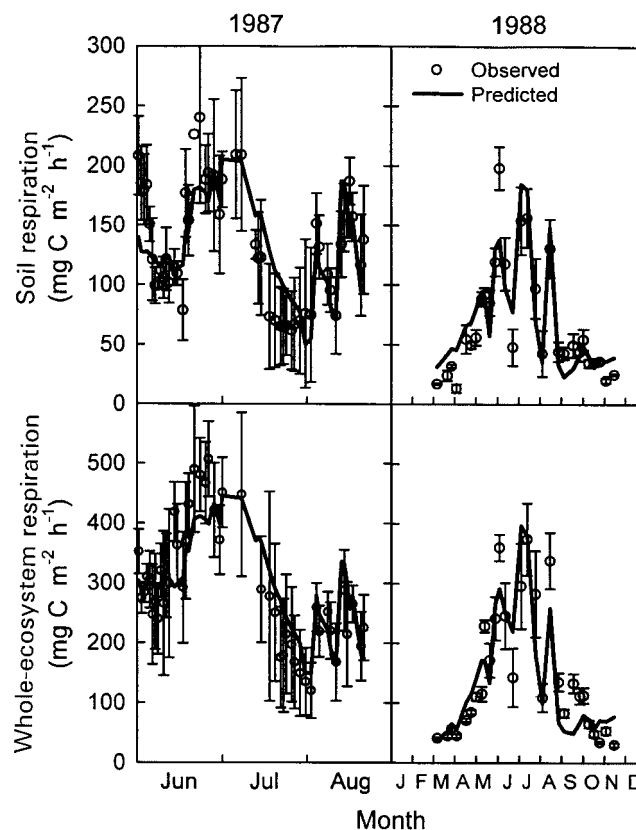 1987
1988
Soil respiration
(mg C m⁻² h⁻¹)
300
250
200
150
100
50
0
Observed
Predicted
Whole-ecosystem respiration
(mg C m⁻² h⁻¹)
500
400
300
200
100
0
Jun Jul Aug
J F M A M J J A S O N D
Month